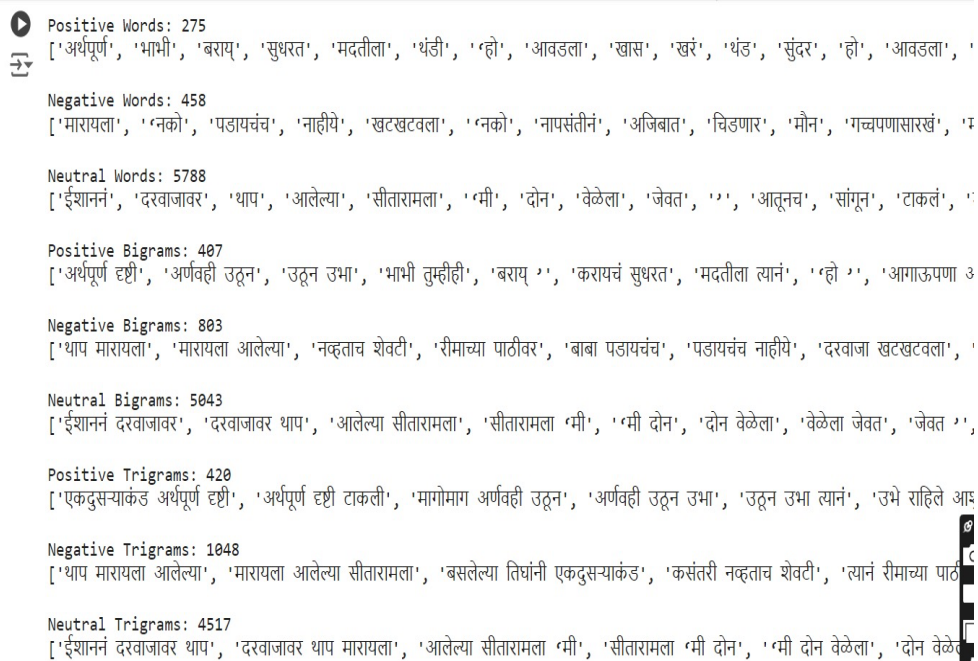 Positive Words: 275
['अर्थपूर्ण', 'भाभी', 'बराय्', 'सुधरत', 'मदतीला', 'थंडी', '‘हो', 'आवडला', 'खास', 'खरं', 'थंड', 'सुंदर', 'हो', 'आवडला', '
Negative Words: 458
['मारायला', '‘नको', 'पडायचंच', 'नाहीये', 'खटखटवला', '‘नको', 'नापसंतीनं', 'अजिबात', 'चिडणार', 'मौन', 'गच्चपणासारखं',
Neutral Words: 5788
['ईशाननं', 'दरवाजावर', 'थाप', 'आलेल्या', 'सीतारामला', '‘मी', 'दोन', 'वेळेला', 'जेवत', '’', 'आतूनच', 'सांगून', 'टाकलं',
Positive Bigrams: 407
['अर्थपूर्ण दृष्टी', 'अर्णवही उठून', 'उठून उभा', 'भाभी तुम्हीही', 'बराय् ’', 'करायचं सुधरत', 'मदतीला त्यानं', '‘हो ’', 'आगाऊपणा
Negative Bigrams: 803
['थाप मारायला', 'मारायला आलेल्या', 'नव्हताच शेवटी', 'रीमाच्या पाठीवर', 'बाबा पडायचंच', 'पडायचंच नाहीये', 'दरवाजा खटखटवला', '
Neutral Bigrams: 5043
['ईशाननं दरवाजावर', 'दरवाजावर थाप', 'आलेल्या सीतारामला', 'सीतारामला ‘मी', '‘मी दोन', 'दोन वेळेला', 'वेळेला जेवत', 'जेवत ’',
Positive Trigrams: 420
['एकदुसऱ्याकंड अर्थपूर्ण दृष्टी', 'अर्थपूर्ण दृष्टी टाकली', 'मागोमाग अर्णवही उठून', 'अर्णवही उठून उभा', 'उठून उभा त्यानं', 'उभे राहिले
Negative Trigrams: 1048
['थाप मारायला आलेल्या', 'मारायला आलेल्या सीतारामला', 'बसलेल्या तिघांनी एकदुसऱ्याकंड', 'कसंतरी नव्हताच शेवटी', 'त्यानं रीमाच्या
Neutral Trigrams: 4517
['ईशाननं दरवाजावर थाप', 'दरवाजावर थाप मारायला', 'आलेल्या सीतारामला ‘मी', 'सीतारामला ‘मी दोन', '‘मी दोन वेळेला', 'दोन